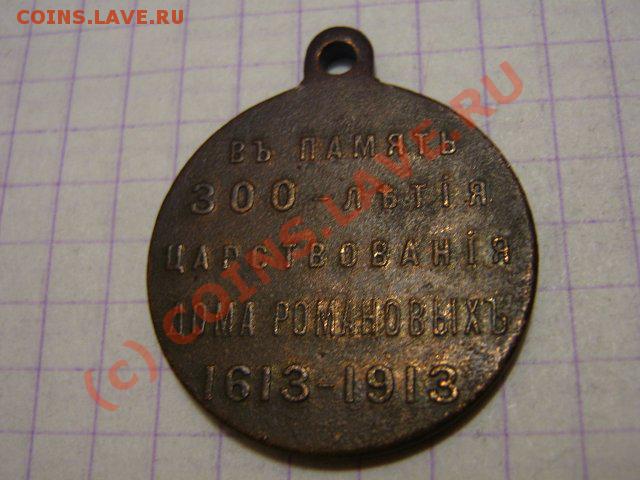 COINS.LAVE.RU
ВЪ ПАМЯТЬ
300-ЛѢТІЯ
ЦАРСТВОВАНІЯ
ДОМА РОМАНОВЫХЪ
1613-1913
(c) COINS.LAVE.RU